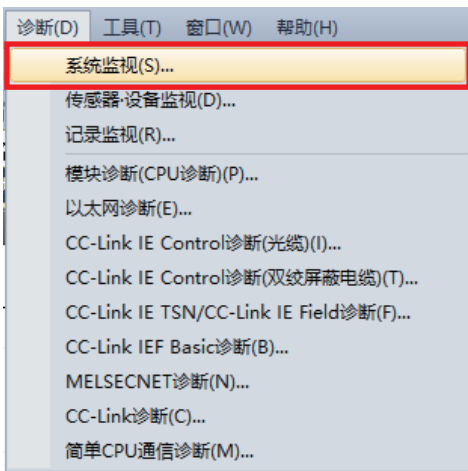 诊断(D) 工具(T) 窗口(W) 帮助(H)
系统监视(S)...
传感器·设备监视(D)...
记录监视(R)...
模块诊断(CPU诊断)(P)...
以太网诊断(E)...
CC-Link IE Control诊断(光缆)(I)...
CC-Link IE Control诊断(双绞屏蔽电缆)(T)...
CC-Link IE TSN/CC-Link IE Field诊断(F)...
CC-Link IEF Basic诊断(B)...
MELSECNET诊断(N)...
CC-Link诊断(C)...
简单CPU通信诊断(M)...